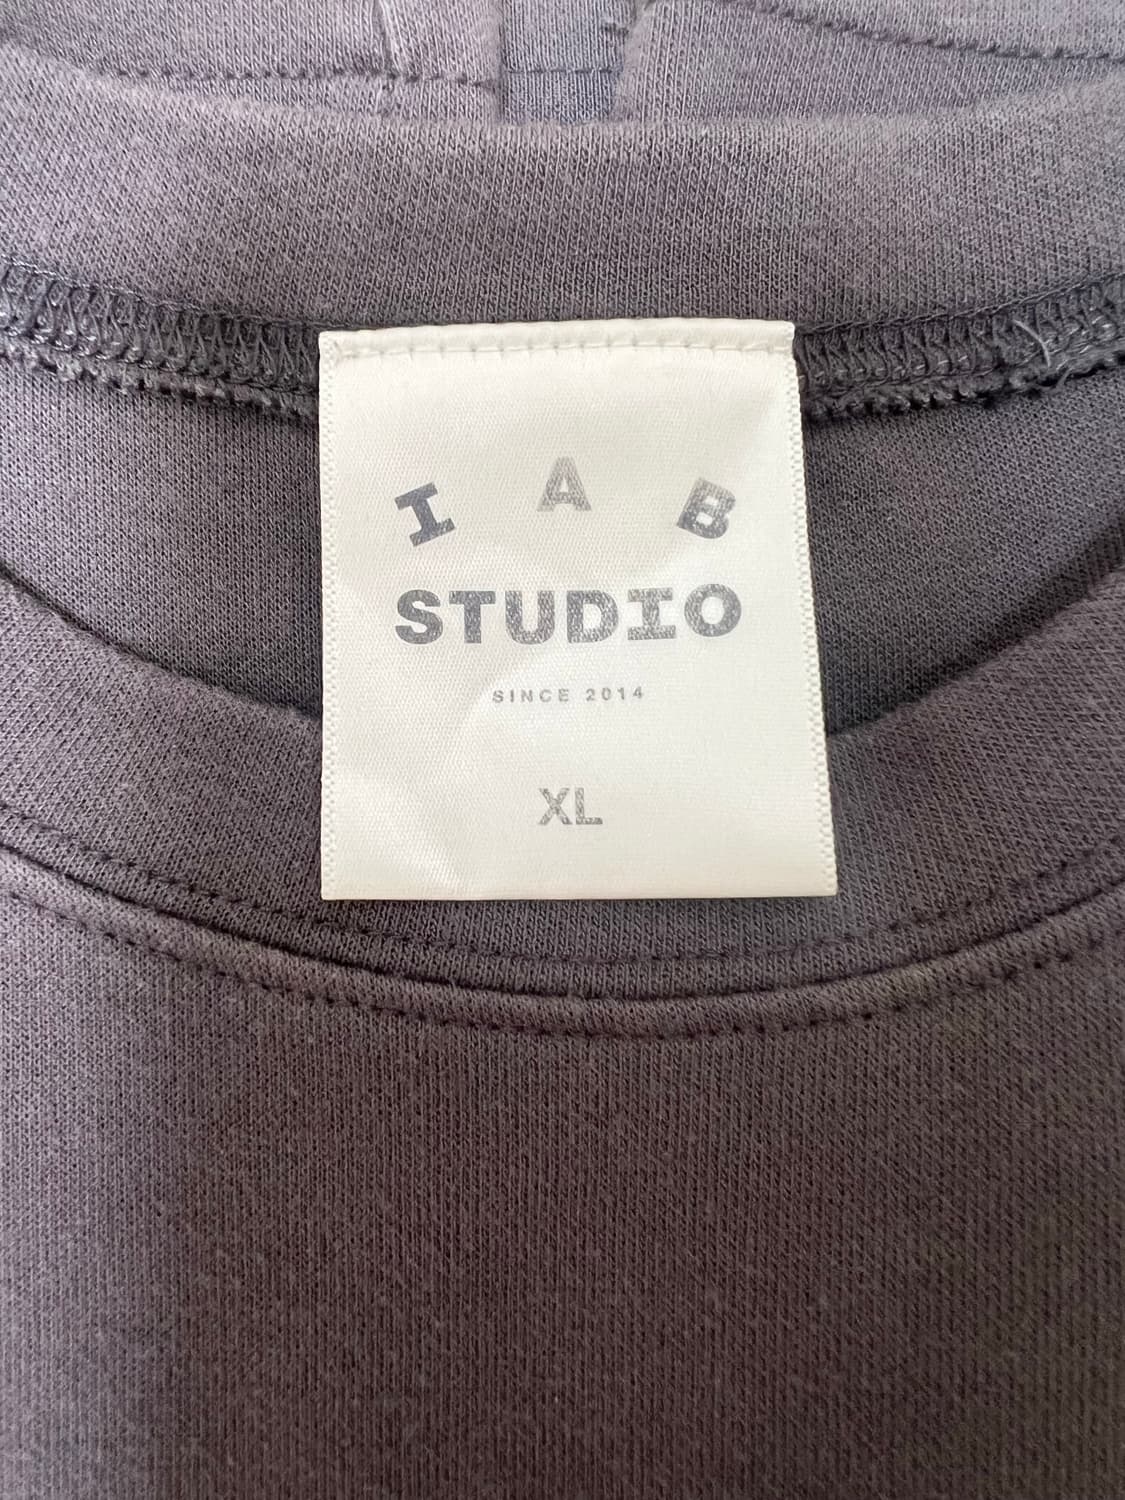 I A B
STUDIO
SINCE 2014
XL